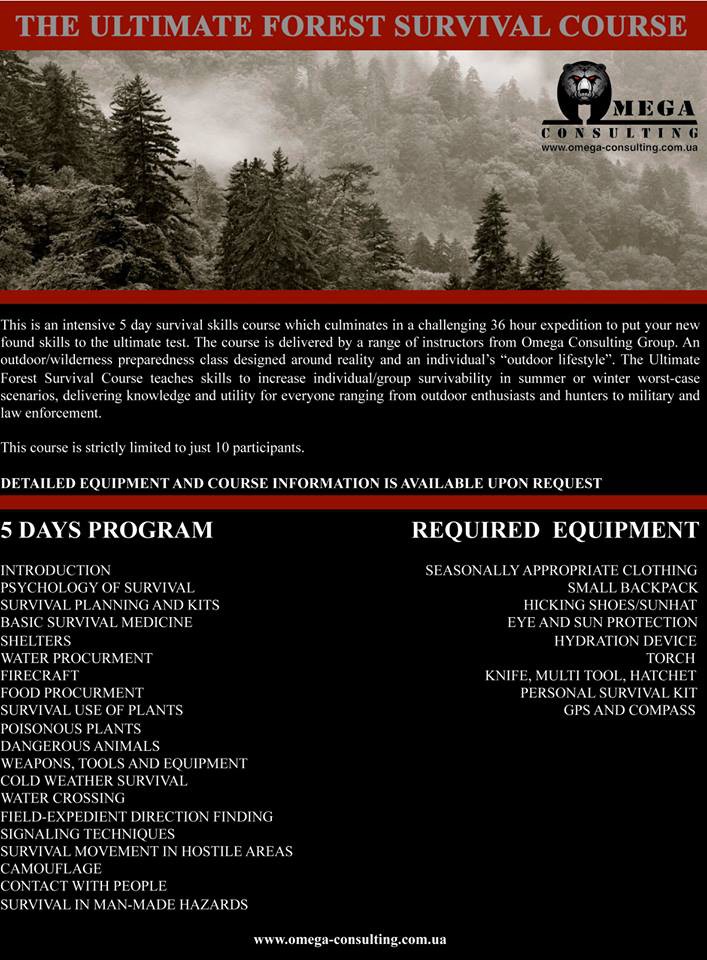 THE ULTIMATE FOREST SURVIVAL COURSE
OMEGA
CONSULTING
www.omega-consulting.com.ua
This is an intensive 5 day survival skills course which culminates in a challenging 36 hour expedition to put your new
found skills to the ultimate test. The course is delivered by a range of instructors from Omega Consulting Group. An
outdoor/wilderness preparedness class designed around reality and an individual's “outdoor lifestyle”. The Ultimate
Forest Survival Course teaches skills to increase individual/group survivability in summer or winter worst-case
scenarios, delivering knowledge and utility for everyone ranging from outdoor enthusiasts and hunters to military and
law enforcement.
This course is strictly limited to just 10 participants.
DETAILED EQUIPMENT AND COURSE INFORMATION IS AVAILABLE UPON REQUEST
5 DAYS PROGRAM
INTRODUCTION
PSYCHOLOGY OF SURVIVAL
SURVIVAL PLANNING AND KITS
BASIC SURVIVAL MEDICINE
SHELTERS
WATER PROCURMENT
FIRECRAFT
FOOD PROCURMENT
SURVIVAL USE OF PLANTS
POISONOUS PLANTS
DANGEROUS ANIMALS
WEAPONS, TOOLS AND EQUIPMENT
COLD WEATHER SURVIVAL
WATER CROSSING
FIELD-EXPEDIENT DIRECTION FINDING
SIGNALING TECHNIQUES
SURVIVAL MOVEMENT IN HOSTILE AREAS
CAMOUFLAGE
CONTACT WITH PEOPLE
SURVIVAL IN MAN-MADE HAZARDS
REQUIRED EQUIPMENT
SEASONALLY APPROPRIATE CLOTHING
SMALL BACKPACK
HICKING SHOES/SUNHAT
EYE AND SUN PROTECTION
HYDRATION DEVICE
TORCH
KNIFE, MULTI TOOL, HATCHET
PERSONAL SURVIVAL KIT
GPS AND COMPASS
www.omega-consulting.com.ua